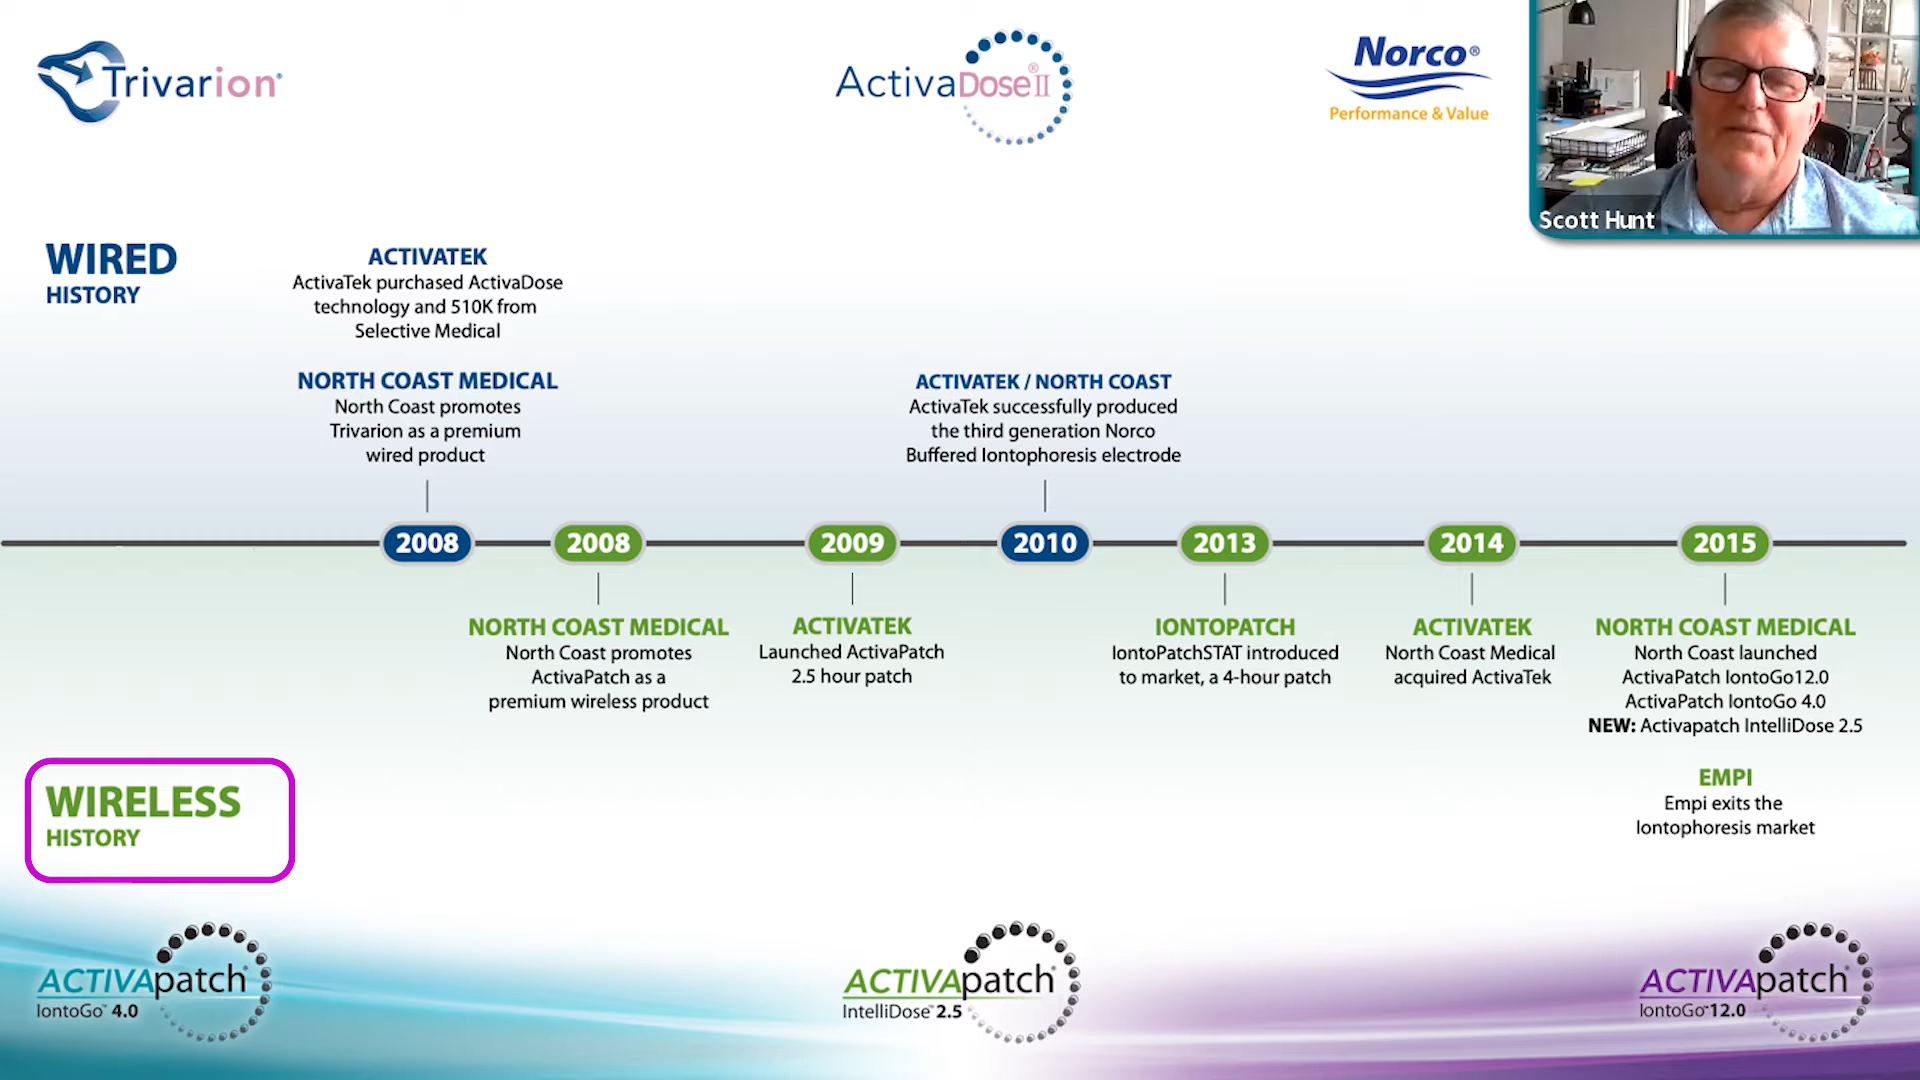 Trivarion®
ActivaDose®II
Norco®
Performance & Value
Scott Hunt
WIRED
HISTORY
ACTIVATEK
ActivaTek purchased ActivaDose
technology and 510K from
Selective Medical
NORTH COAST MEDICAL
North Coast promotes
Trivarion as a premium
wired product
ACTIVATEK / NORTH COAST
ActivaTek successfully produced
the third generation Norco
Buffered Iontophoresis electrode
2008
2008
2009
2010
2013
2014
2015
NORTH COAST MEDICAL
North Coast promotes
ActivaPatch as a
premium wireless product
ACTIVATEK
Launched ActivaPatch
2.5 hour patch
IONTOPATCH
IontoPatchSTAT introduced
to market, a 4-hour patch
ACTIVATEK
North Coast Medical
acquired ActivaTek
NORTH COAST MEDICAL
North Coast launched
ActivaPatch IontoGo12.0
ActivaPatch IontoGo 4.0
NEW: Activapatch IntelliDose 2.5
EMPI
Empi exits the
Iontophoresis market
WIRELESS
HISTORY
ACTIVApatch®
IontoGo™ 4.0
ACTIVApatch®
IntelliDose™ 2.5
ACTIVApatch®
IontoGo™ 12.0